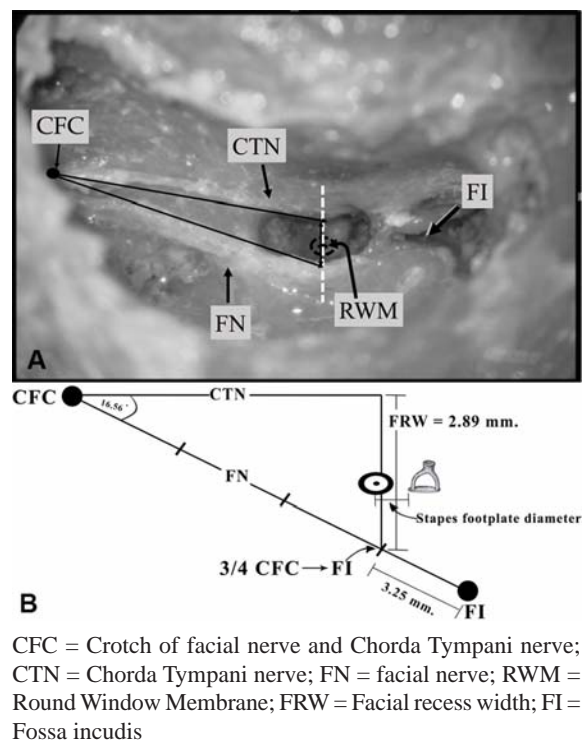 CFC
CTN
FI
FN
RWM
A
CFC
CTN
16.56°
FRW = 2.89 mm.
FN
Stapes footplate diameter
3/4 CFC → FI
3.25 mm.
B
FI
CFC = Crotch of facial nerve and Chorda Tympani nerve;
CTN = Chorda Tympani nerve; FN = facial nerve; RWM =
Round Window Membrane; FRW = Facial recess width; FI =
Fossa incudis